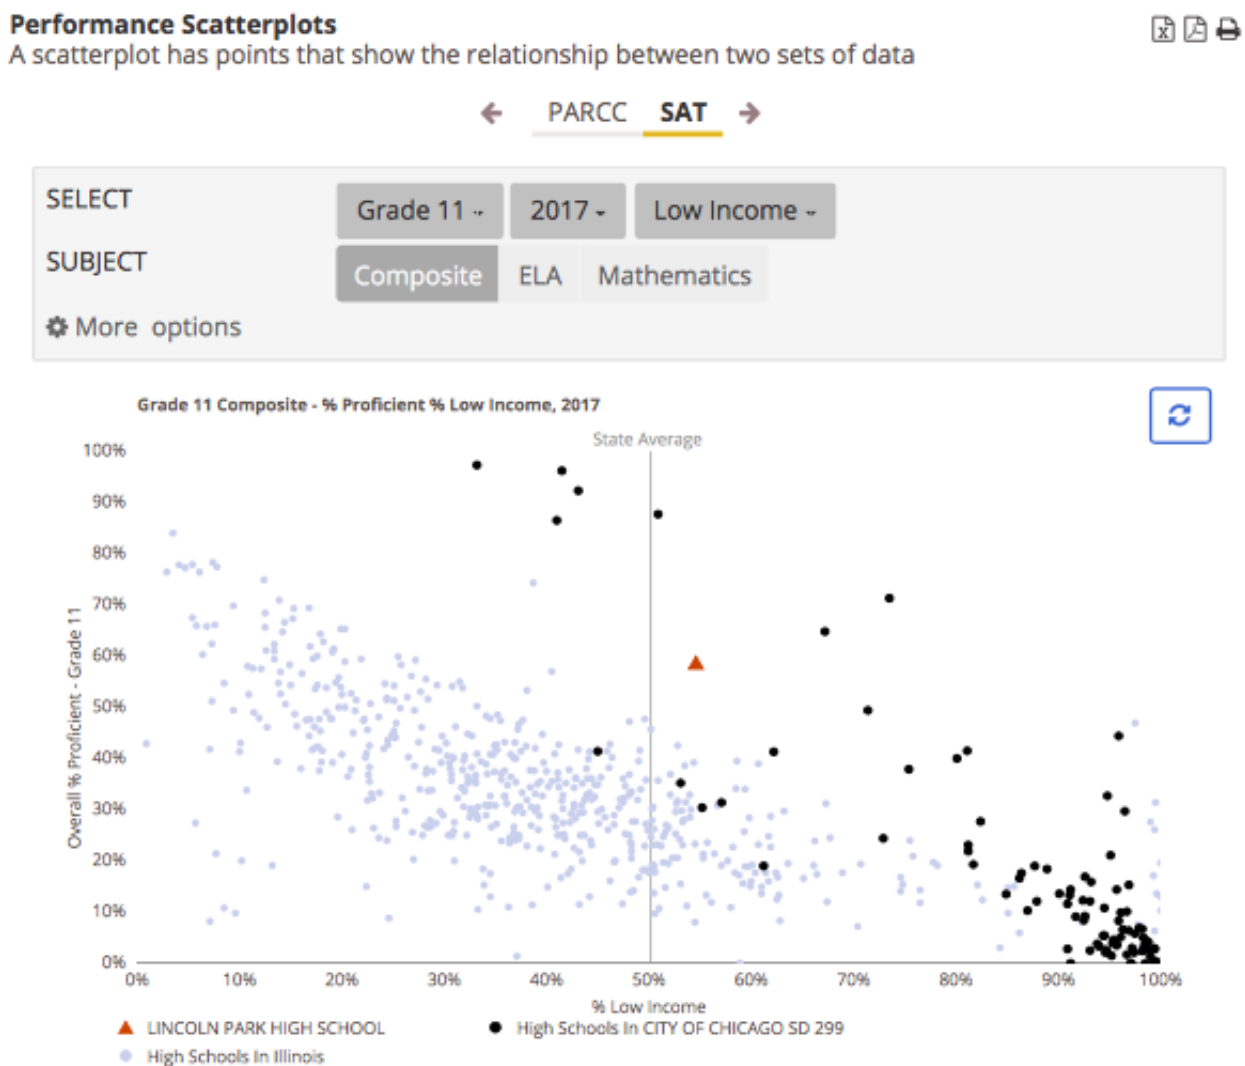 Performance Scatterplots
A scatterplot has points that show the relationship between two sets of data
PARCC SAT
SELECT Grade 11 2017 Low Income
SUBJECT Composite ELA Mathematics
More options
Grade 11 Composite - % Proficient % Low Income, 2017
State Average
100%
90%
80%
70%
60%
50%
40%
30%
20%
10%
0%
Overall % Proficient - Grade 11
0% 10% 20% 30% 40% 50% 60% 70% 80% 90% 100%
% Low Income
LINCOLN PARK HIGH SCHOOL High Schools In CITY OF CHICAGO SD 299
High Schools In Illinois